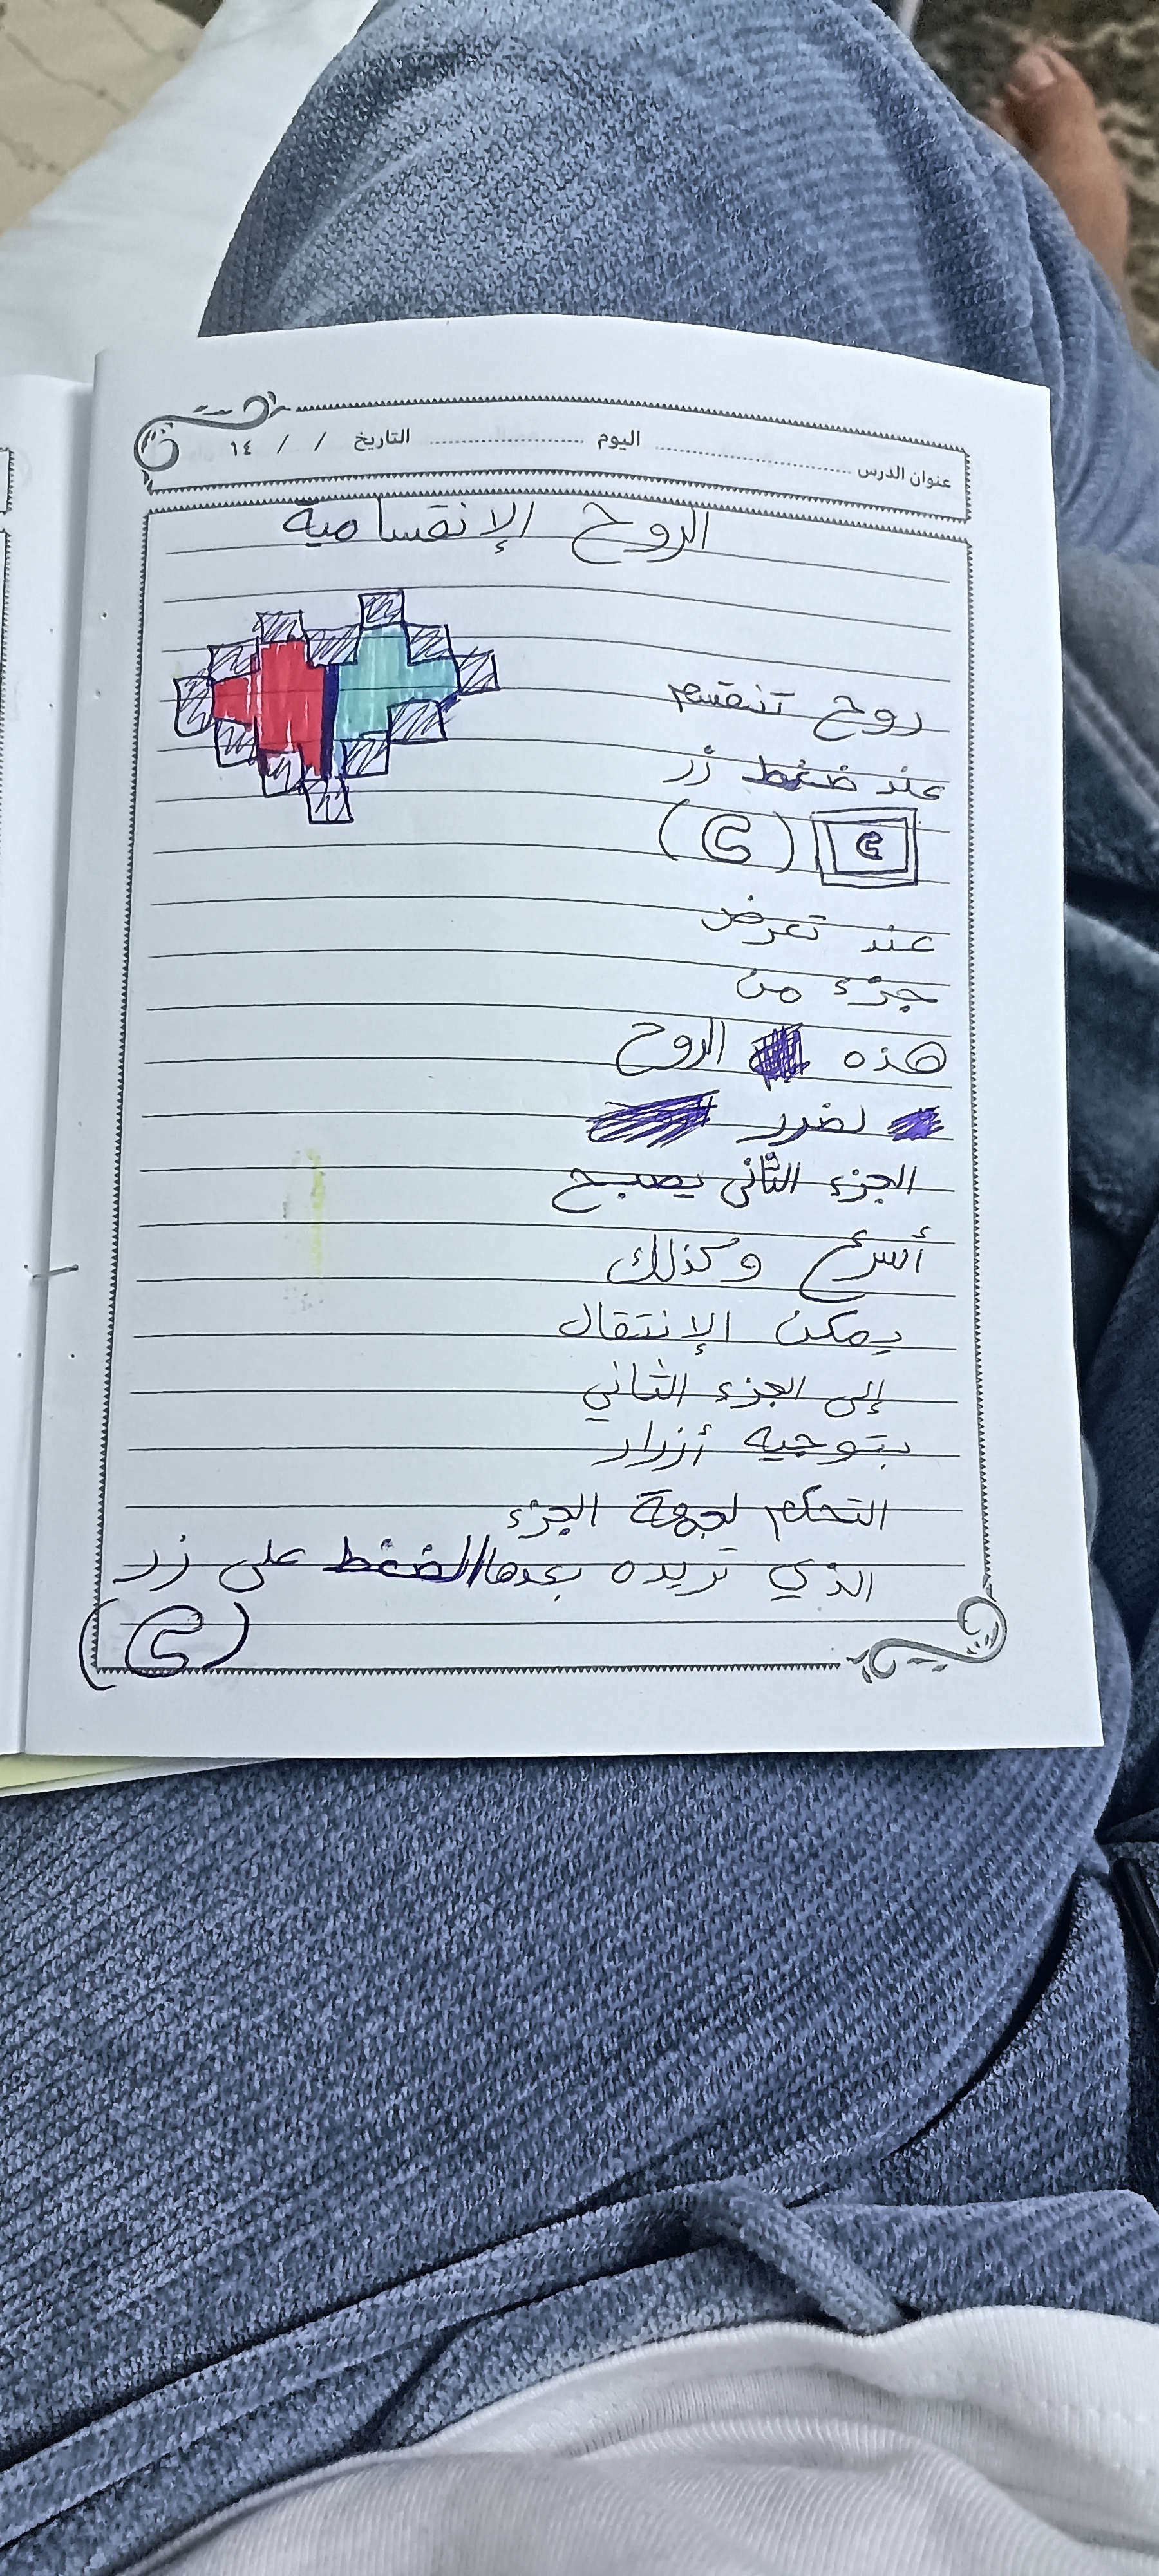 عنوان الدرس اليوم التاريخ / / ١٤
الروح الإنقسامية
روح تنقسم
عند ضغط زر
C (C)
عند تعرض
جزء من
هذه الروح
لضرر
الجزء الثاني يصبح
أسرع وكذلك
يمكن الإنتقال
إلى الجزء الثاني
بتوجيه أزرار
التحكم لجهة الجزء
الذي تريده بعدها الضغط على زر
(C)